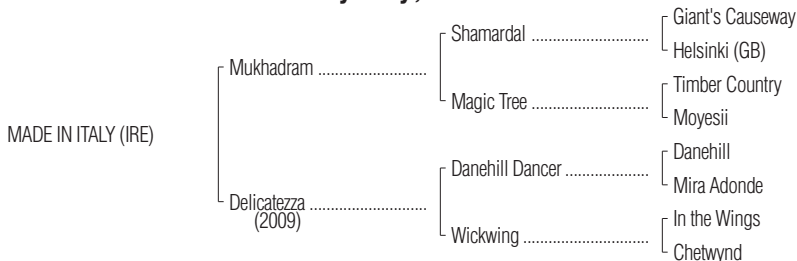 Giant's Causeway
Shamardal ..............................
Helsinki (GB)
Mukhadram ...........................
Timber Country
Magic Tree ..............................
Moyesii
MADE IN ITALY (IRE)
Danehill
Danehill Dancer .....................
Mira Adonde
Delicatezza .............................
(2009)
In the Wings
Wickwing ................................
Chetwynd